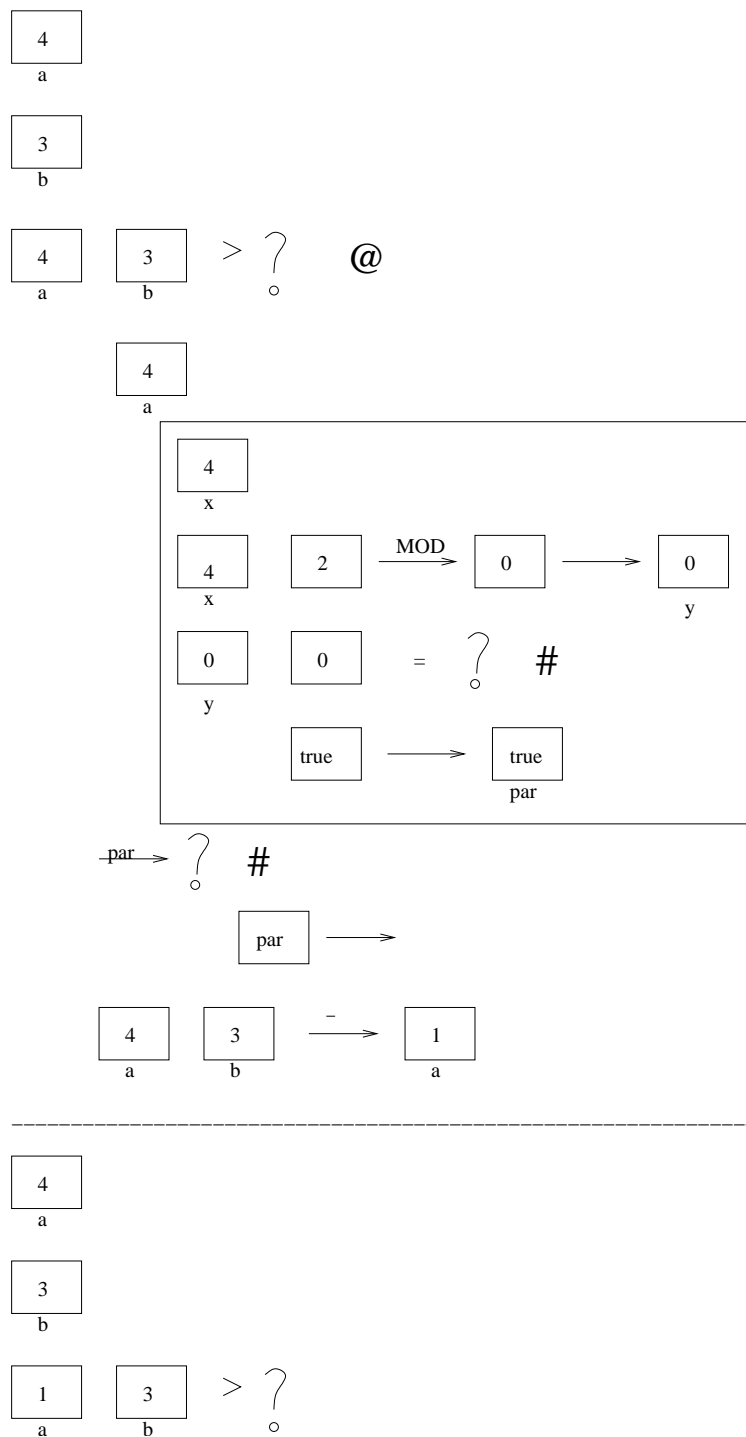 4
a
3
b
4 3 > ? @
a b
4
a
4
x
4 2 MOD 0 0
x y
0 0 = ? #
y
true true
par
par ? #
par
4 3 - 1
a b a
4
a
3
b
1 3 > ?
a b